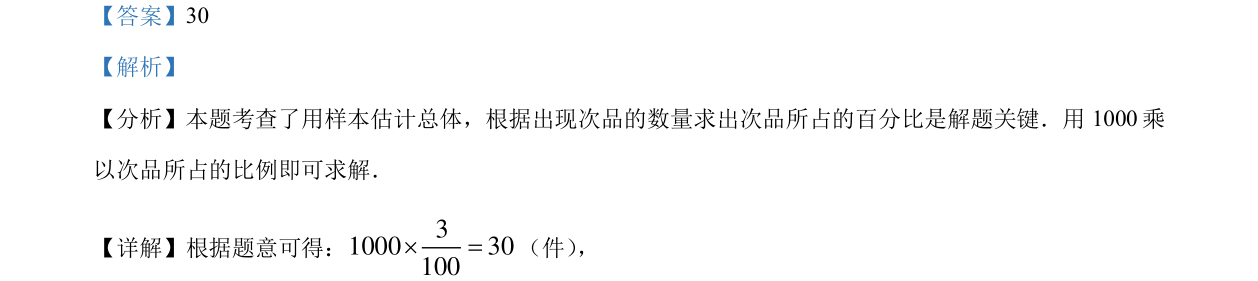 【答案】30
【解析】
【分析】本题考查了用样本估计总体，根据出现次品的数量求出次品所占的百分比是解题关键．用 1000 乘
以次品所占的比例即可求解．
【详解】根据题意可得：1000×3/100=30（件），